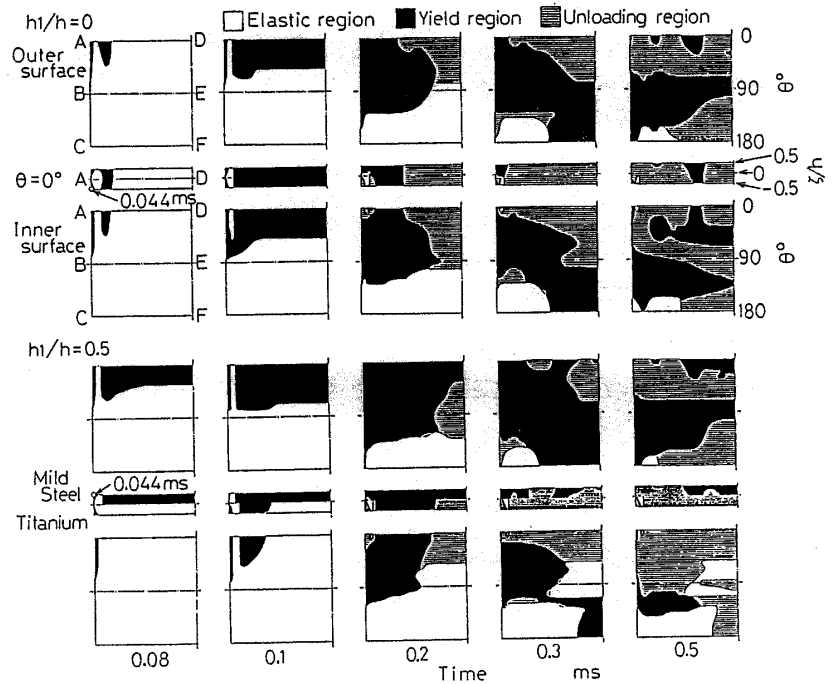 h1/h=0
Elastic region Yield region Unloading region
A D 0
Outer surface
B E 90 θ°
C F 180
θ=0° A D 0.5
0 ζ/h
0.044ms -0.5
A D 0
Inner surface
B E 90 θ°
C F 180
h1/h=0.5
Mild Steel
0.044ms
Titanium
0.08 0.1 0.2 0.3 0.5
Time ms